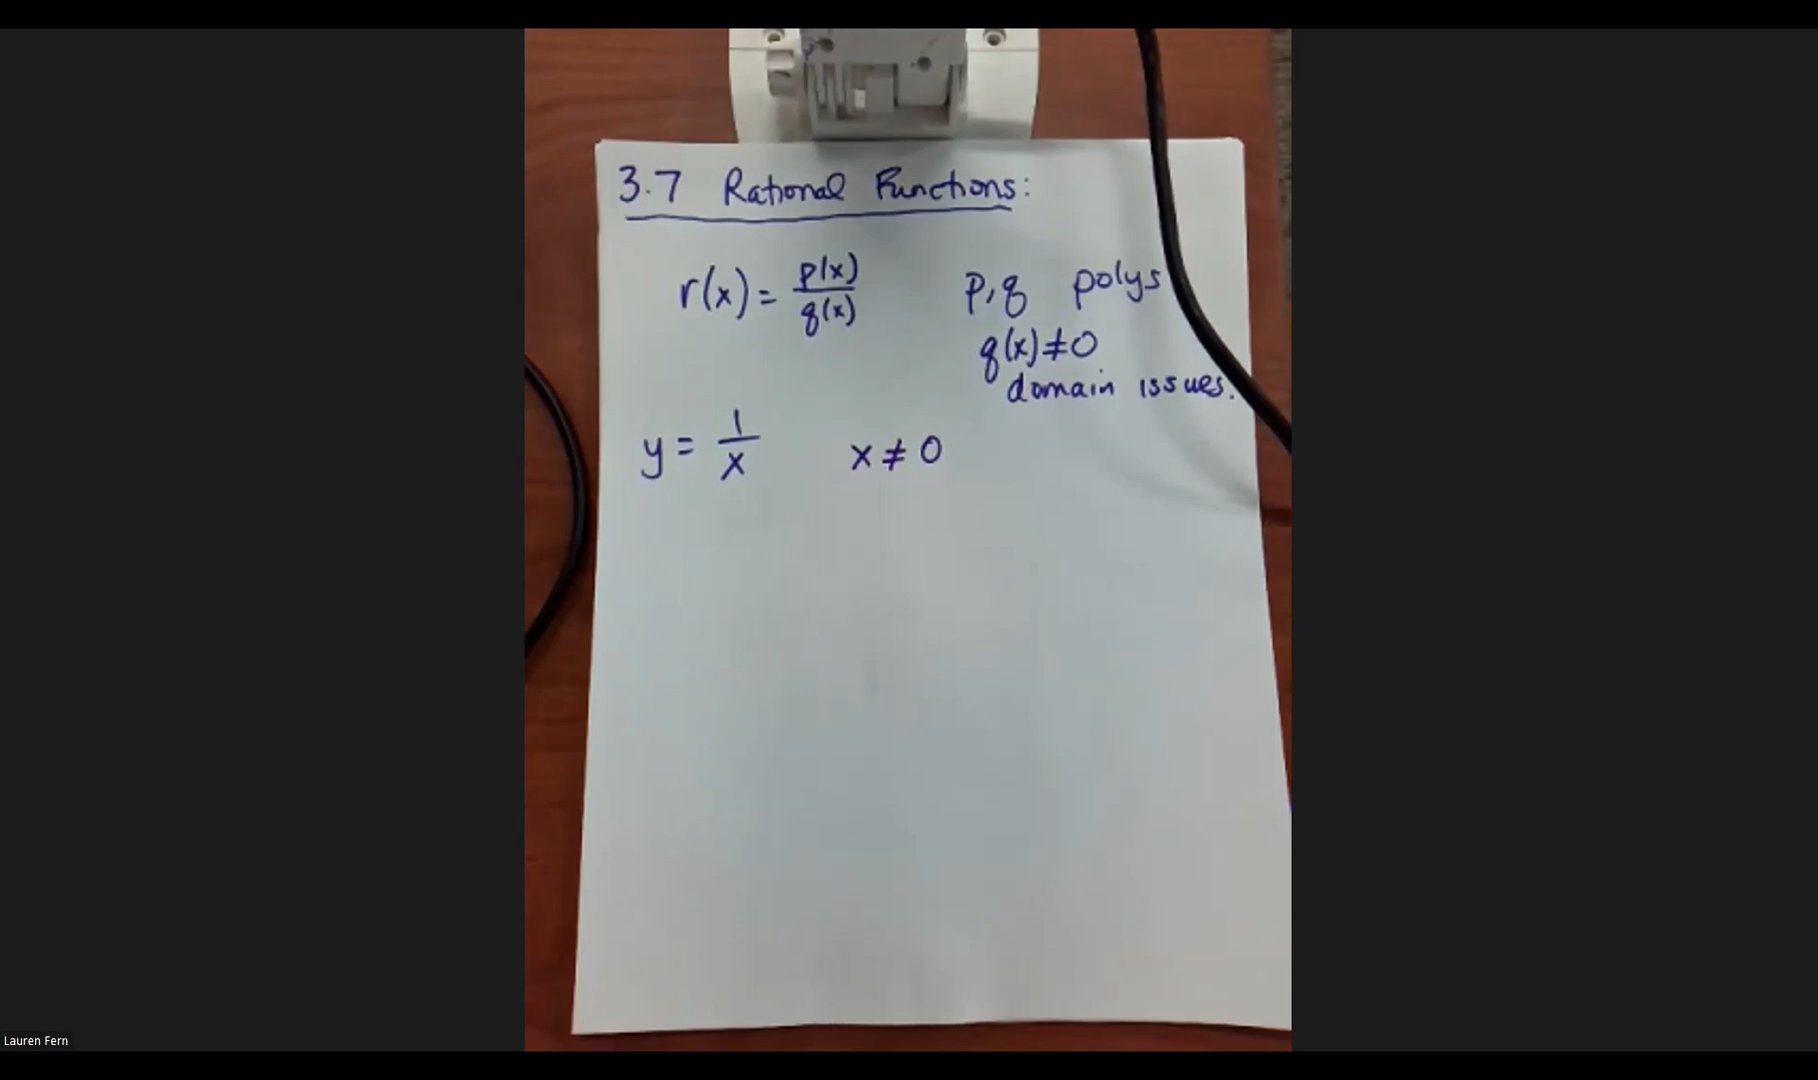 3.7 Rational Functions:
r(x) = p(x)/q(x) p,q polys
q(x)≠0
domain issues.
y = 1/x x ≠ 0
Lauren Fern